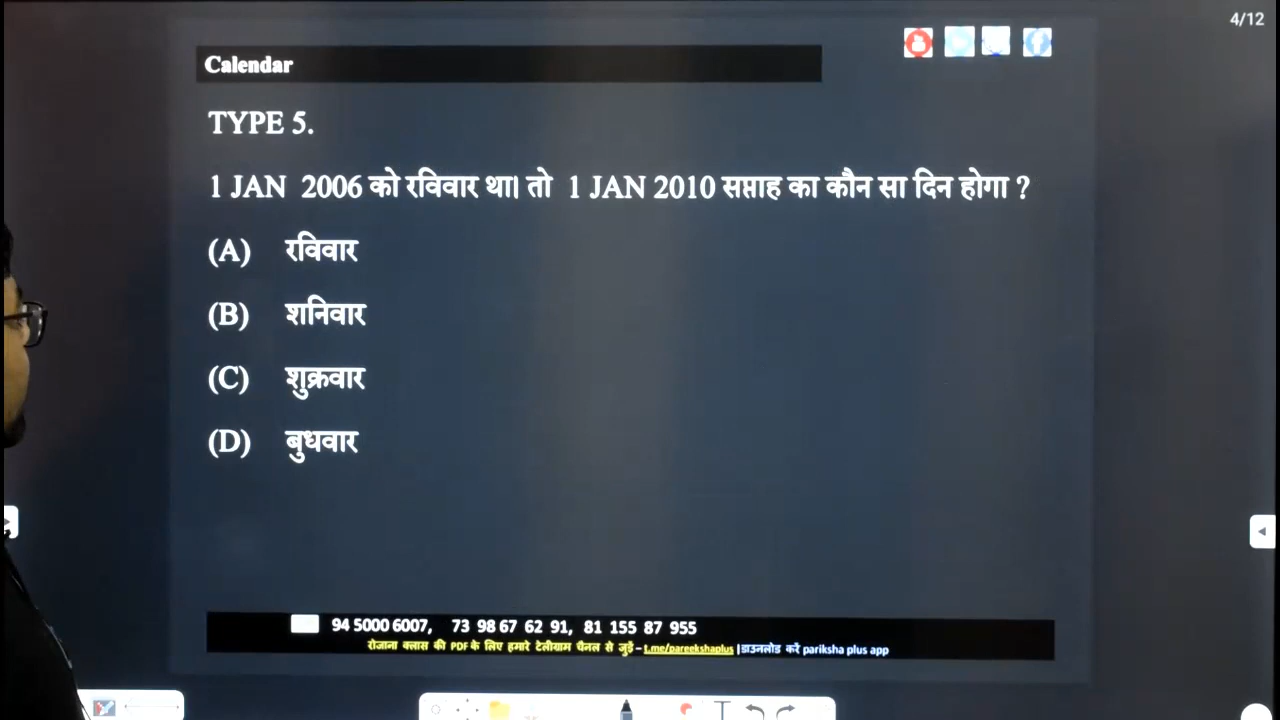 4/12
Calendar
TYPE 5.
1 JAN 2006 को रविवार था। तो 1 JAN 2010 सप्ताह का कौन सा दिन होगा ?
(A) रविवार
(B) शनिवार
(C) शुक्रवार
(D) बुधवार
94 5000 6007, 73 98 67 62 91, 81 155 87 955
रोजाना क्लास की PDF के लिए हमारे टेलीग्राम चैनल से जुड़ें – t.me/pareekshaplus | डाउनलोड करें pariksha plus app